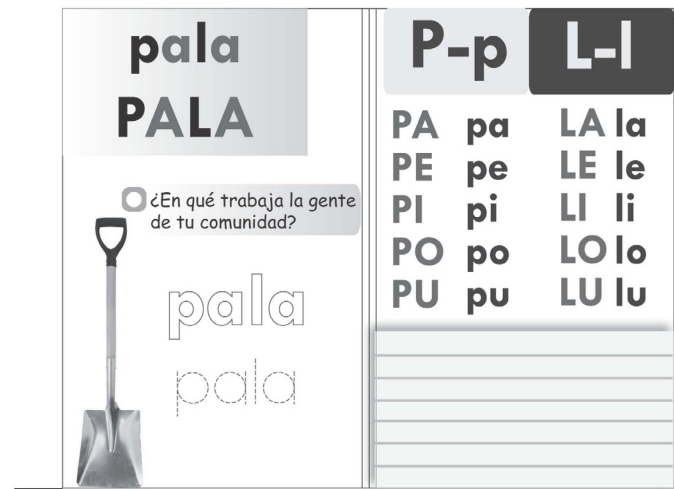 pala
PALA
¿En qué trabaja la gente
de tu comunidad?
pala
pala
P-p L-l
PA pa LA la
PE pe LE le
PI pi LI li
PO po LO lo
PU pu LU lu